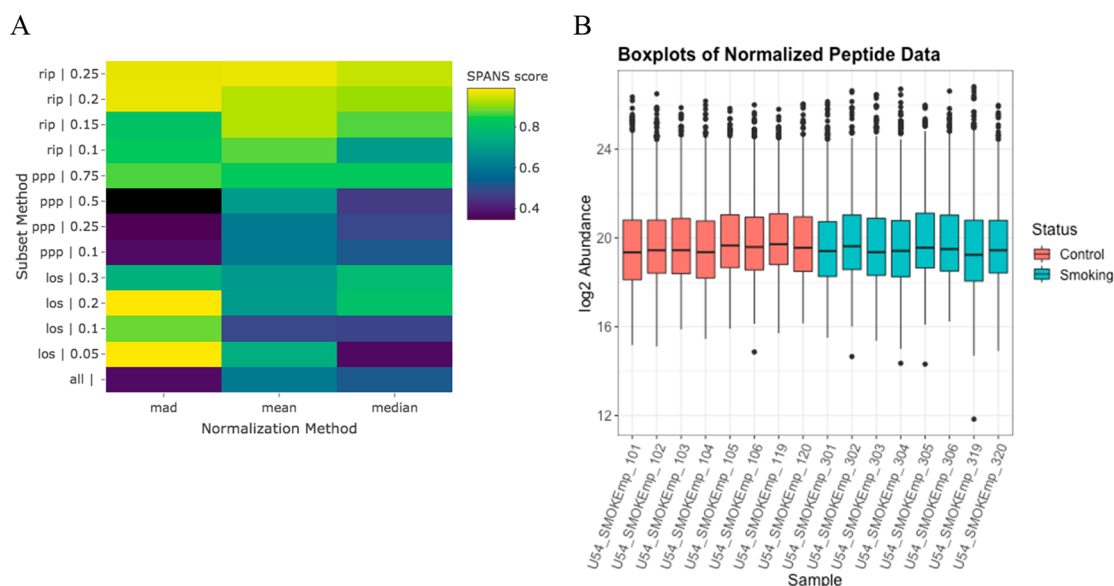 A
SPANS score
0.8
0.6
0.4
rip | 0.25
rip | 0.2
rip | 0.15
rip | 0.1
ppp | 0.75
ppp | 0.5
ppp | 0.25
ppp | 0.1
los | 0.3
los | 0.2
los | 0.1
los | 0.05
all |
Subset Method
mad
mean
median
Normalization Method
B
Boxplots of Normalized Peptide Data
24
20
16
12
log2 Abundance
Status
Control
Smoking
U54_SMOKEmp_101
U54_SMOKEmp_102
U54_SMOKEmp_103
U54_SMOKEmp_104
U54_SMOKEmp_105
U54_SMOKEmp_106
U54_SMOKEmp_119
U54_SMOKEmp_120
U54_SMOKEmp_301
U54_SMOKEmp_302
U54_SMOKEmp_303
U54_SMOKEmp_304
U54_SMOKEmp_305
U54_SMOKEmp_306
U54_SMOKEmp_319
U54_SMOKEmp_320
Sample